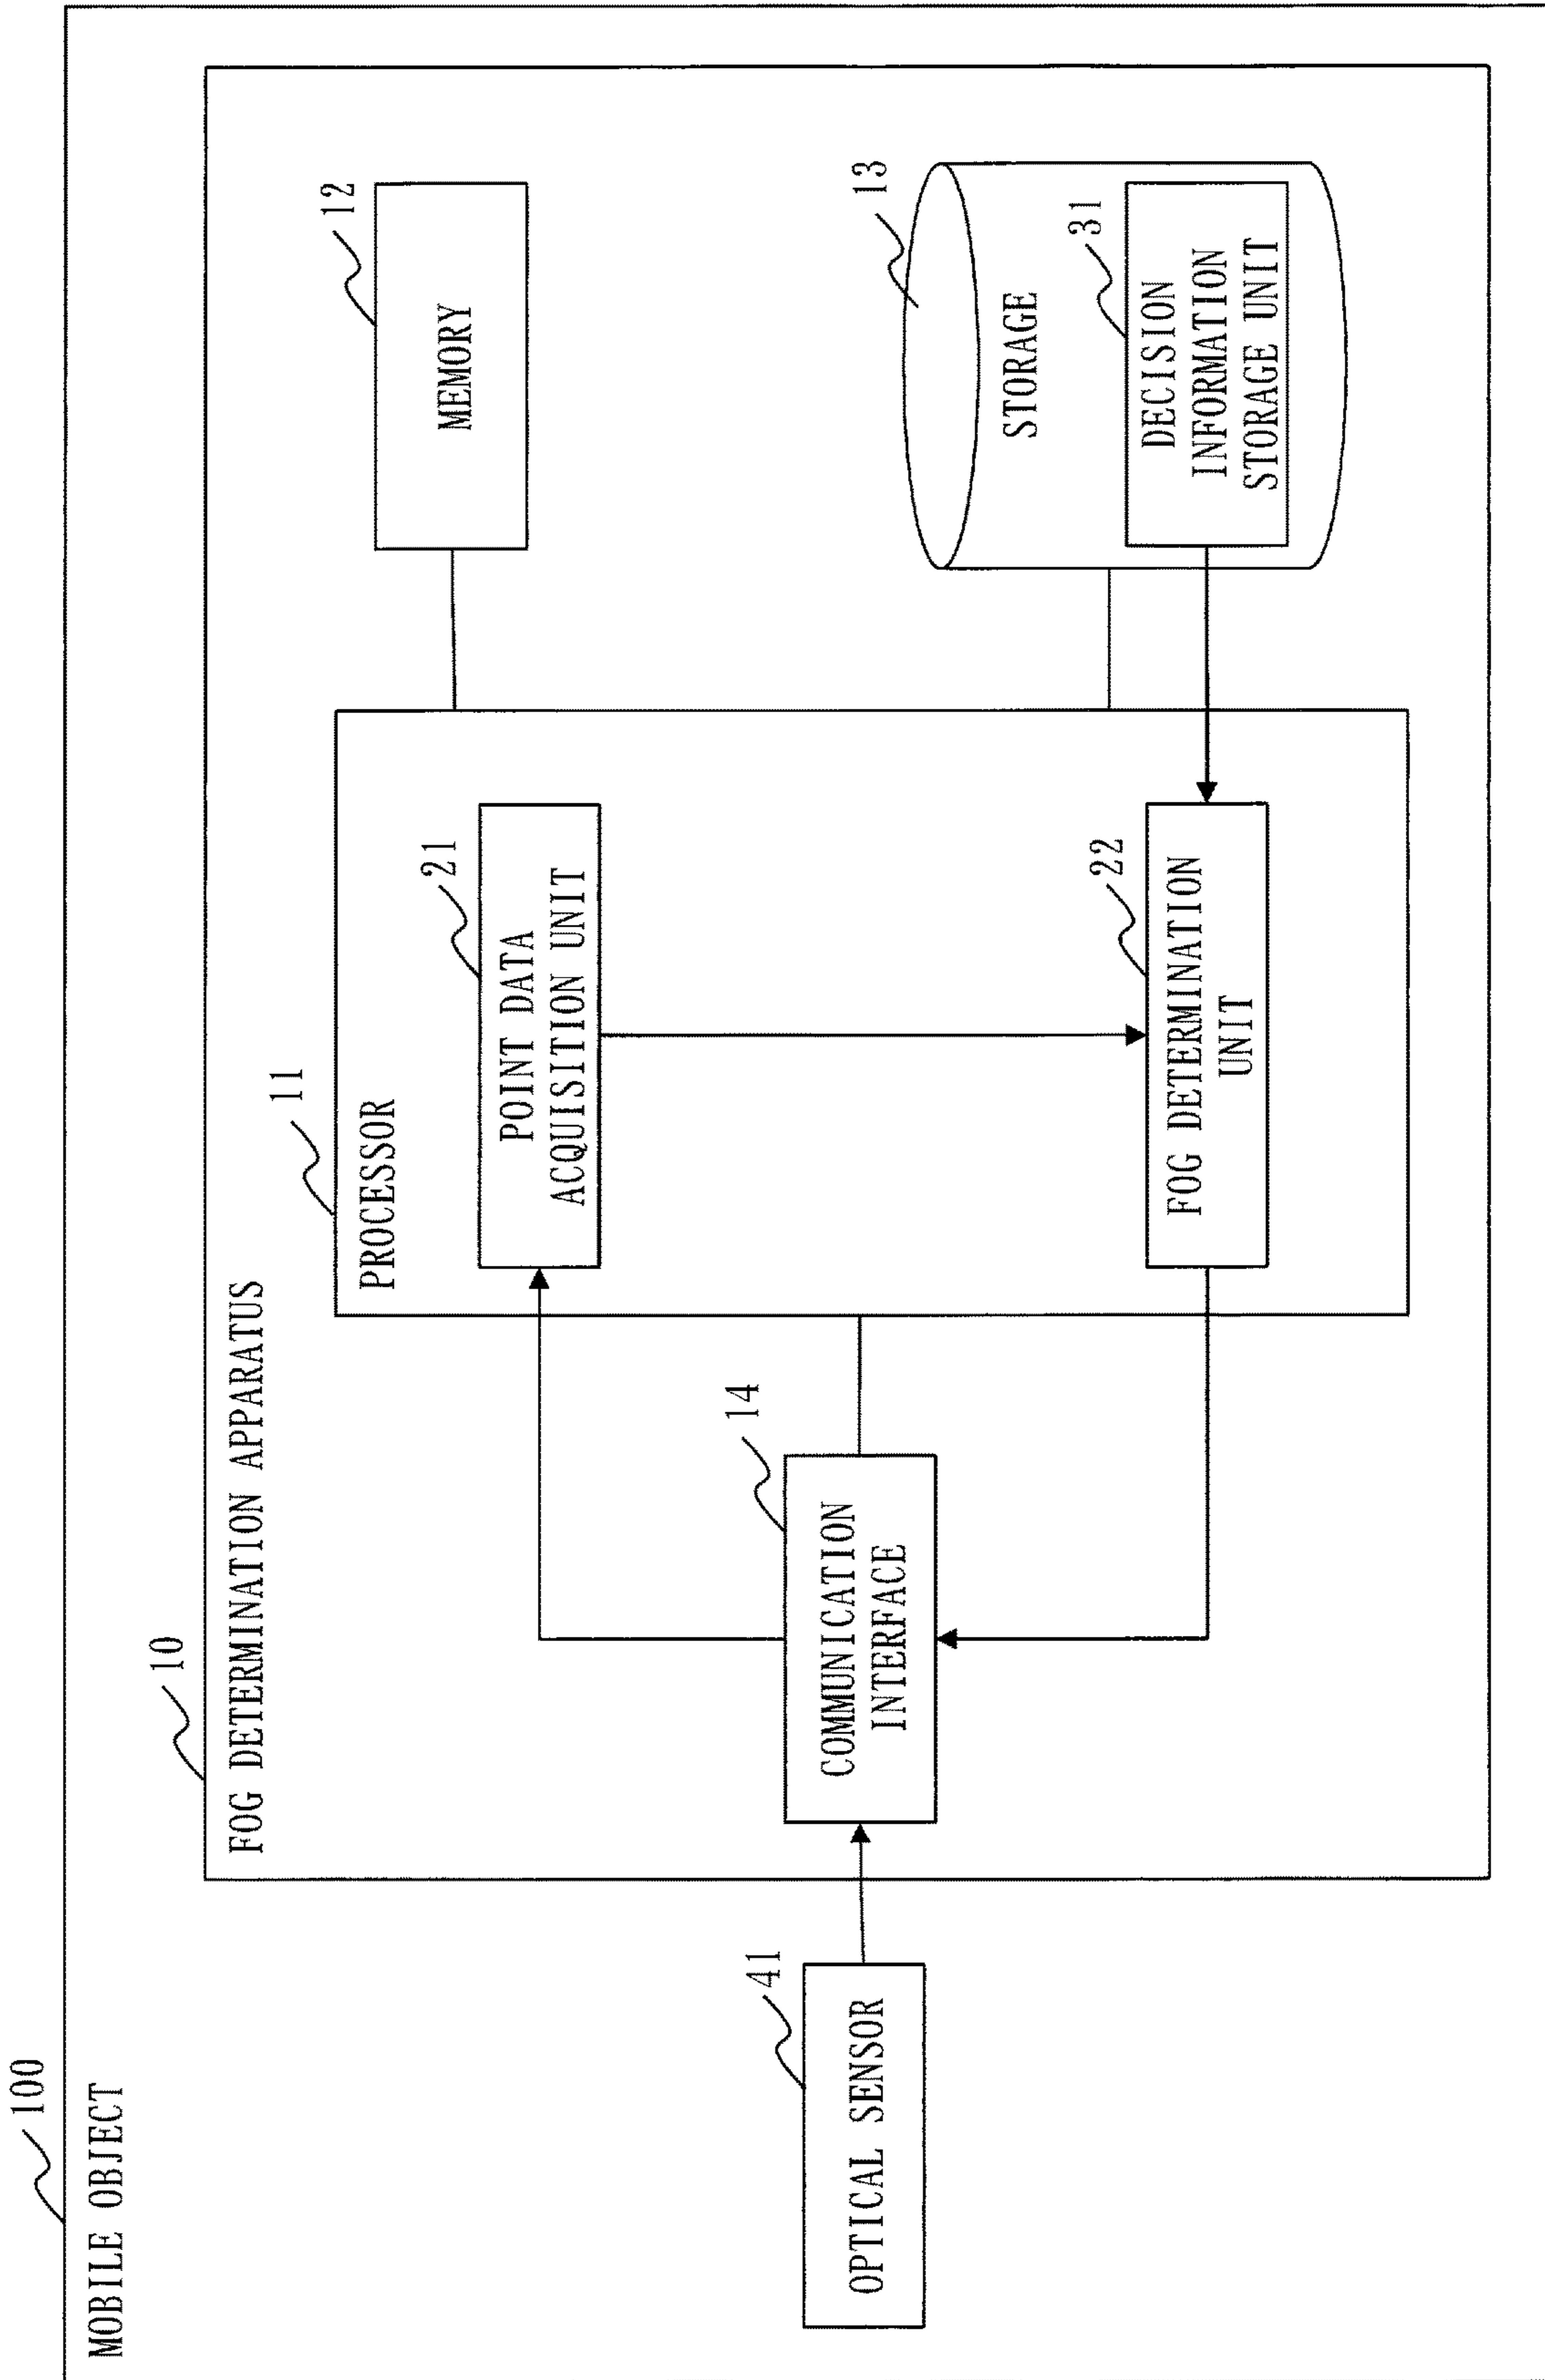 100
MOBILE OBJECT
10
FOG DETERMINATION APPARATUS
11
PROCESSOR
12
MEMORY
21
POINT DATA
ACQUISITION UNIT
14
COMMUNICATION
INTERFACE
41
OPTICAL SENSOR
13
STORAGE
22
FOG DETERMINATION
UNIT
31
DECISION
INFORMATION
STORAGE UNIT